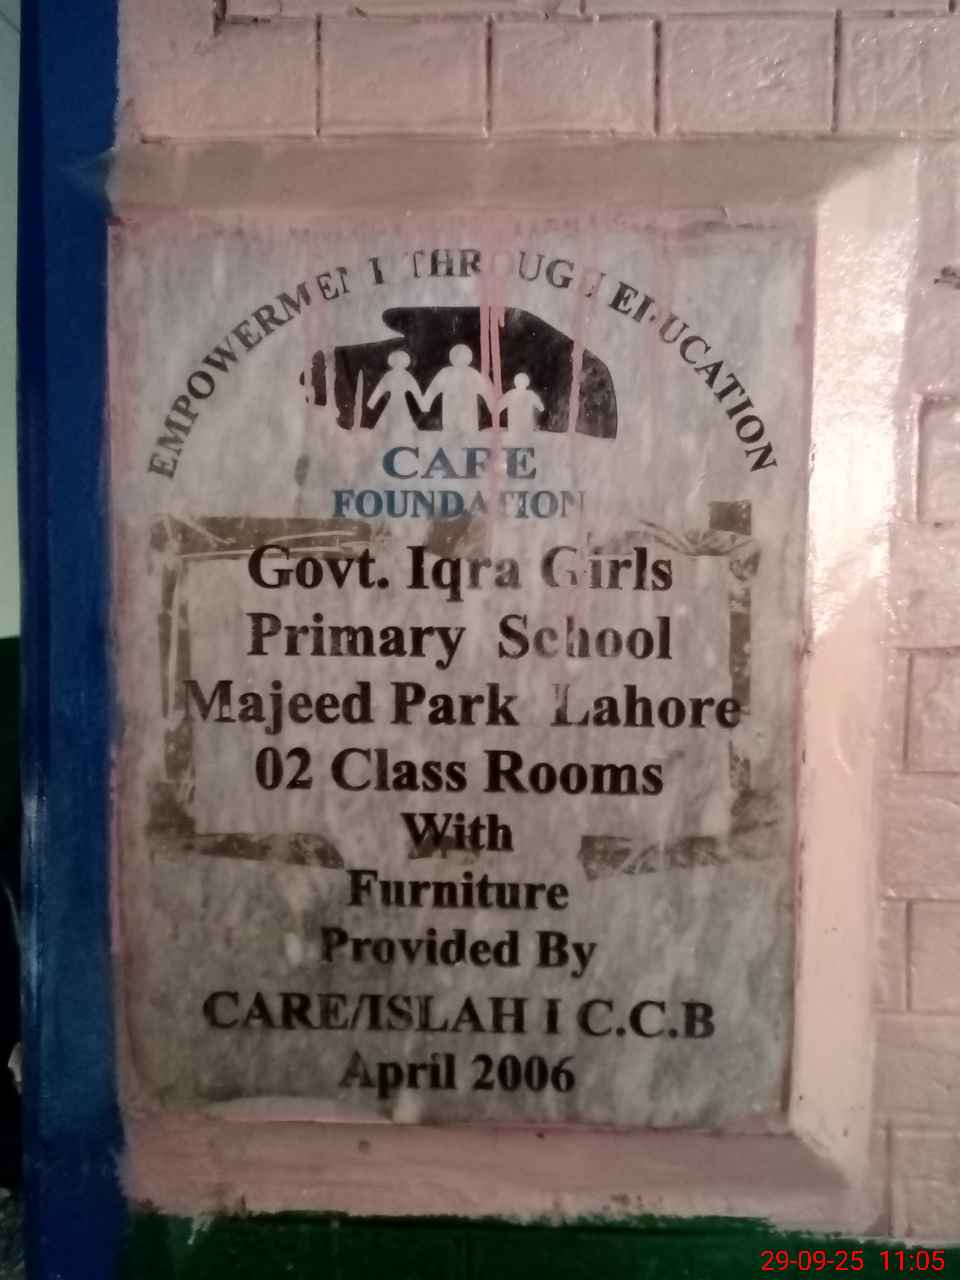 EMPOWERMENT THROUGH EDUCATION
CARE
FOUNDATION
Govt. Iqra Girls
Primary School
Majeed Park Lahore
02 Class Rooms
With
Furniture
Provided By
CARE/ISLAH I C.C.B
April 2006
29-09-25 11:05